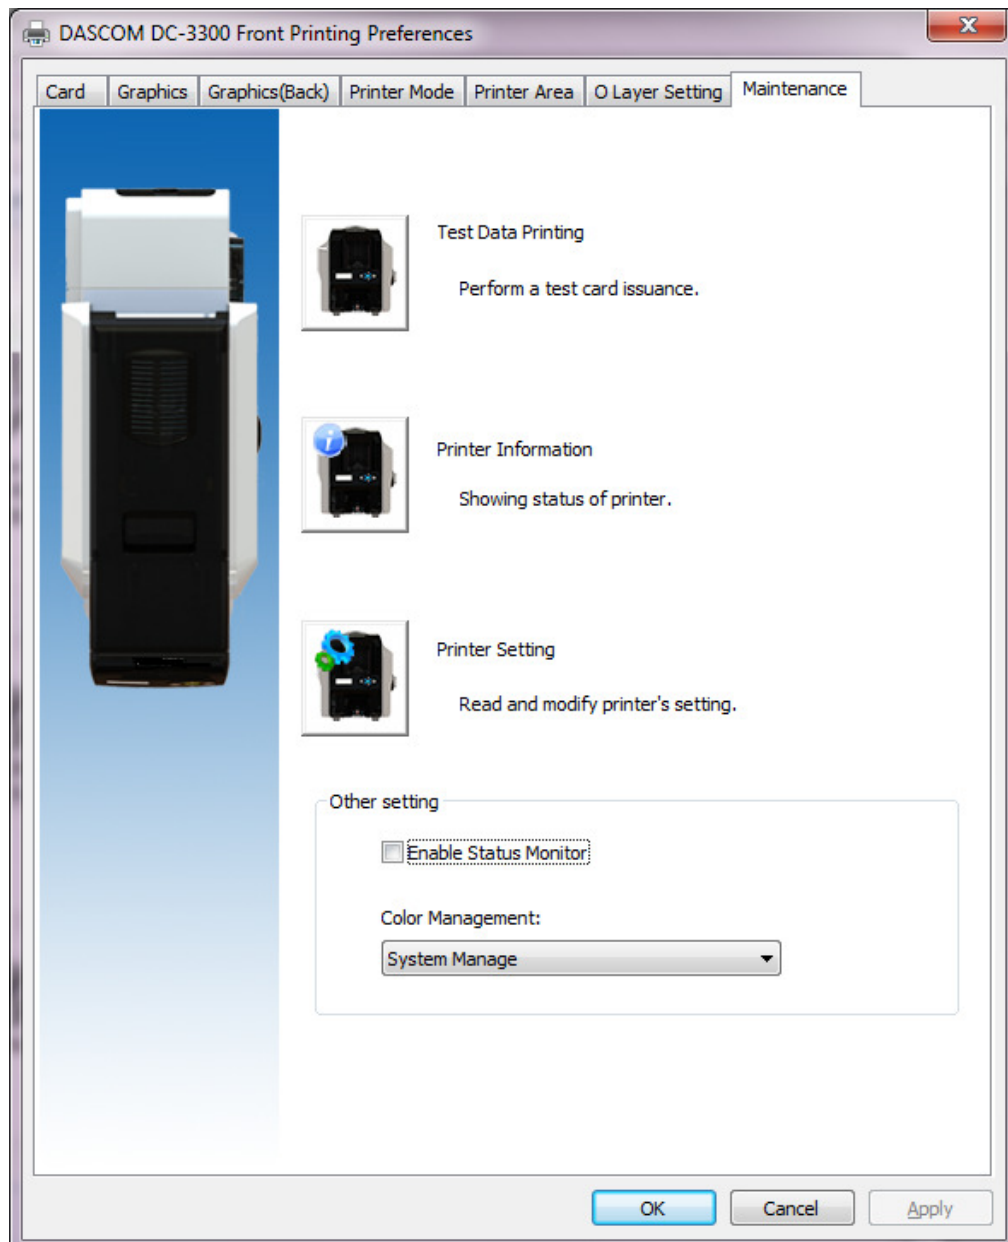 DASCOM DC-3300 Front Printing Preferences
Card Graphics Graphics(Back) Printer Mode Printer Area O Layer Setting Maintenance
Test Data Printing
Perform a test card issuance.
Printer Information
Showing status of printer.
Printer Setting
Read and modify printer's setting.
Other setting
Enable Status Monitor
Color Management:
System Manage
OK Cancel Apply